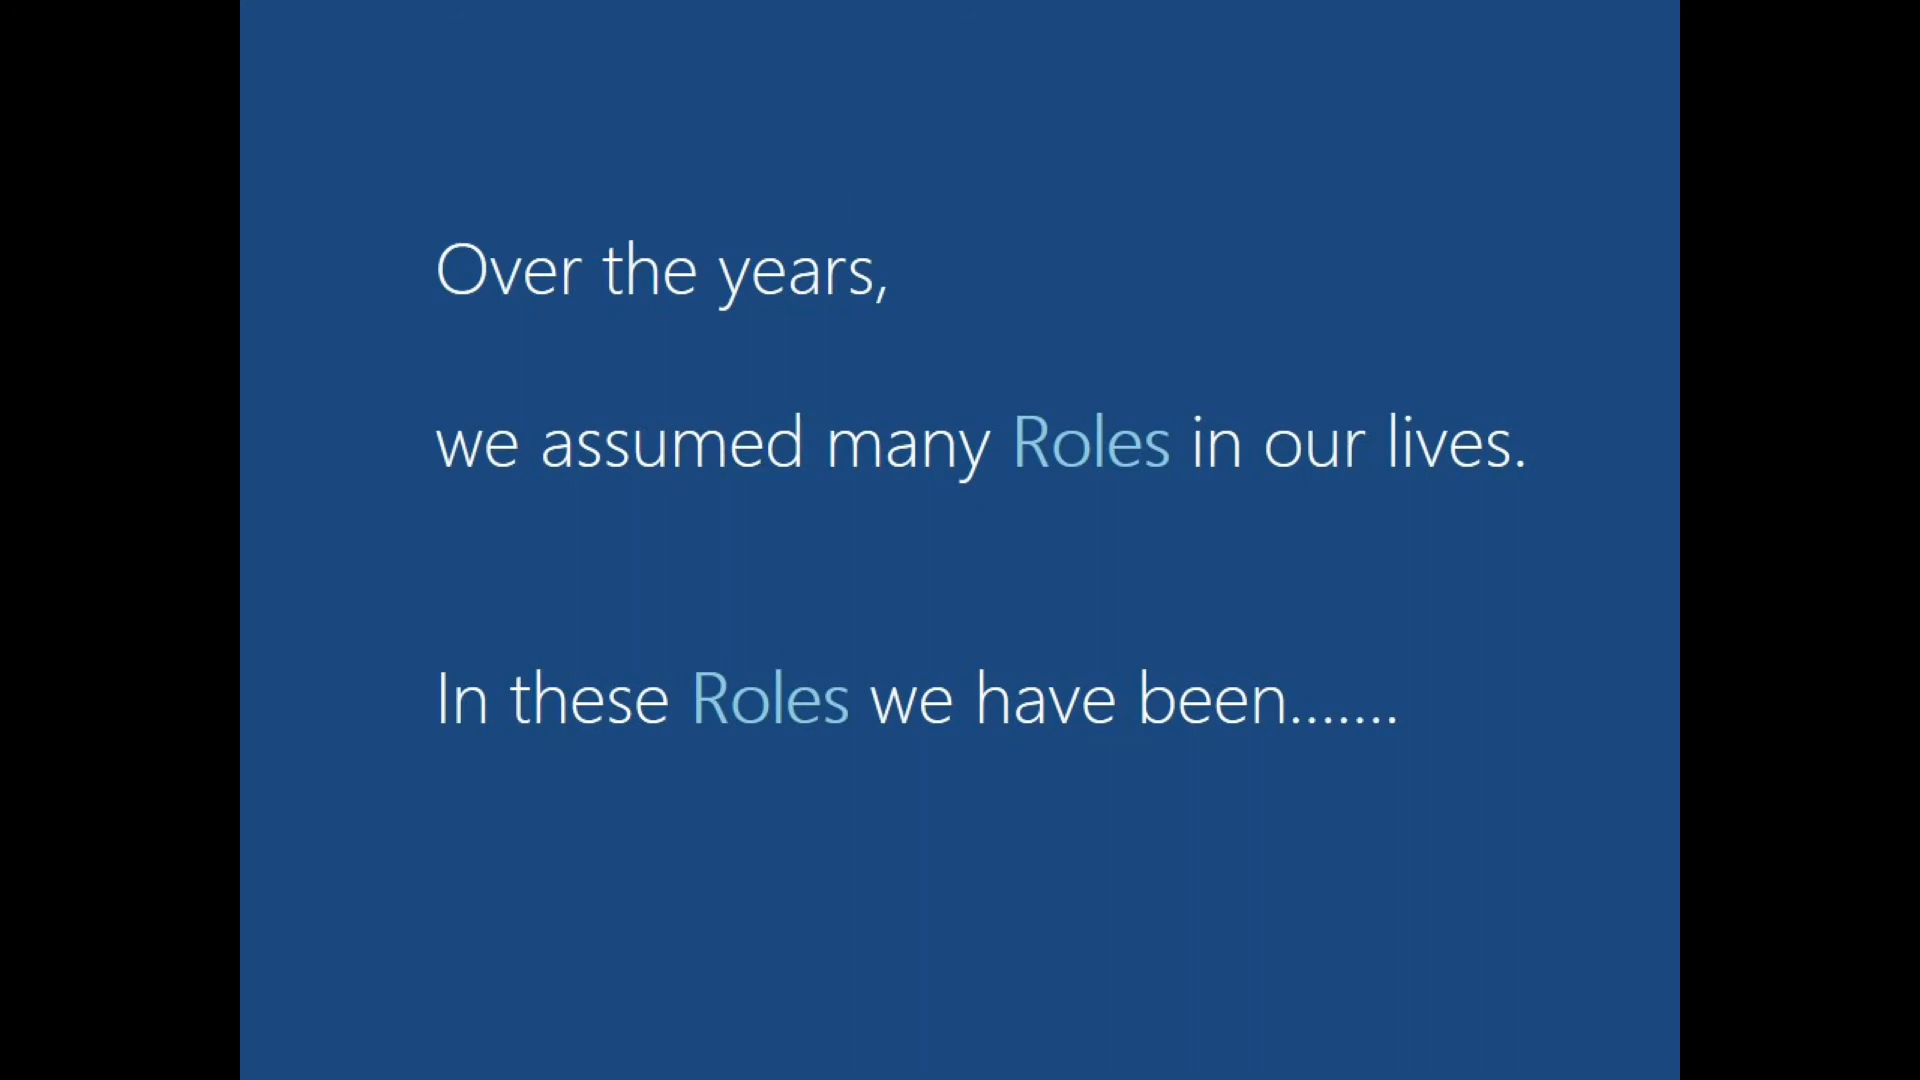 Over the years,
we assumed many Roles in our lives.
In these Roles we have been.......